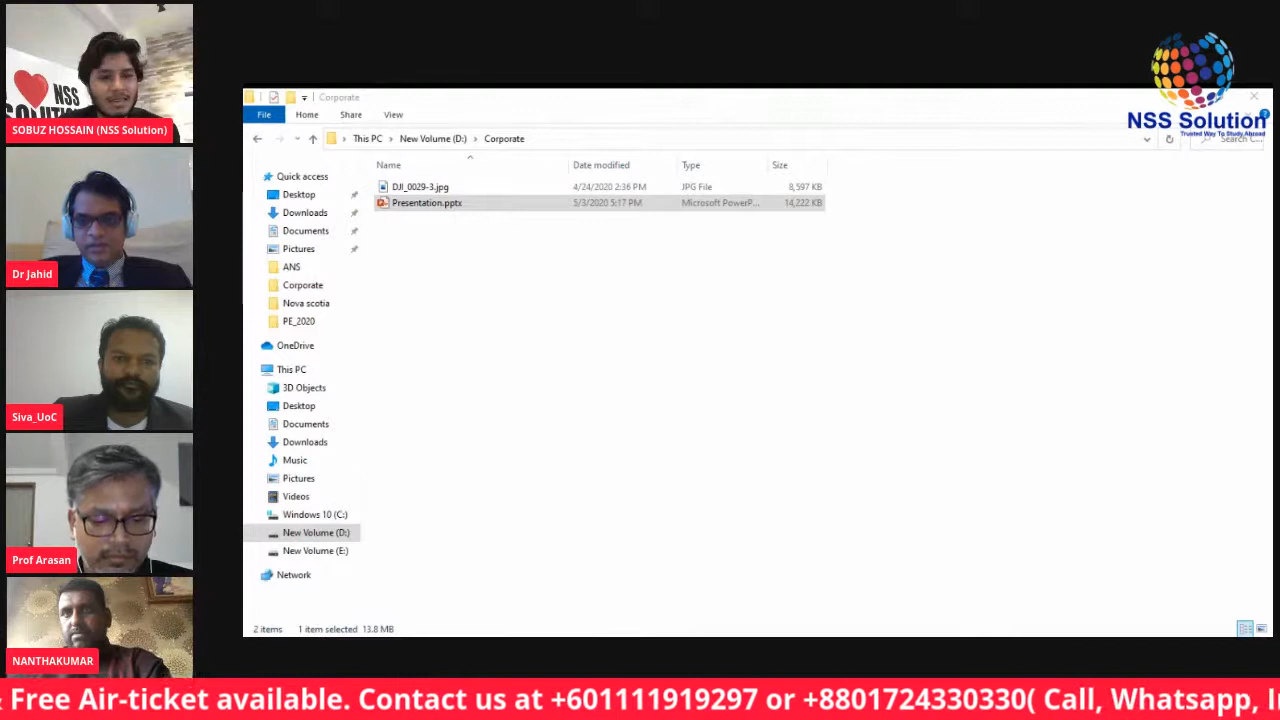 NSS
SOLUTION
SOBUZ HOSSAIN (NSS Solution)
Dr Jahid
Siva_UoC
Prof Arasan
NANTHAKUMAR
NSS Solution
Trusted Way To Study Abroad
Corporate
File Home Share View
This PC New Volume (D:) Corporate
Search C...
Name Date modified Type Size
DJI_0029-3.jpg 4/24/2020 2:36 PM JPG File 8,597 KB
Presentation.pptx 5/3/2020 5:17 PM Microsoft PowerP... 14,222 KB
Quick access
Desktop
Downloads
Documents
Pictures
ANS
Corporate
Nova scotia
PE_2020
OneDrive
This PC
3D Objects
Desktop
Documents
Downloads
Music
Pictures
Videos
Windows 10 (C:)
New Volume (D:)
New Volume (E:)
Network
2 items 1 item selected 13.8 MB
& Free Air-ticket available. Contact us at +601111919297 or +8801724330330( Call, Whatsapp, I